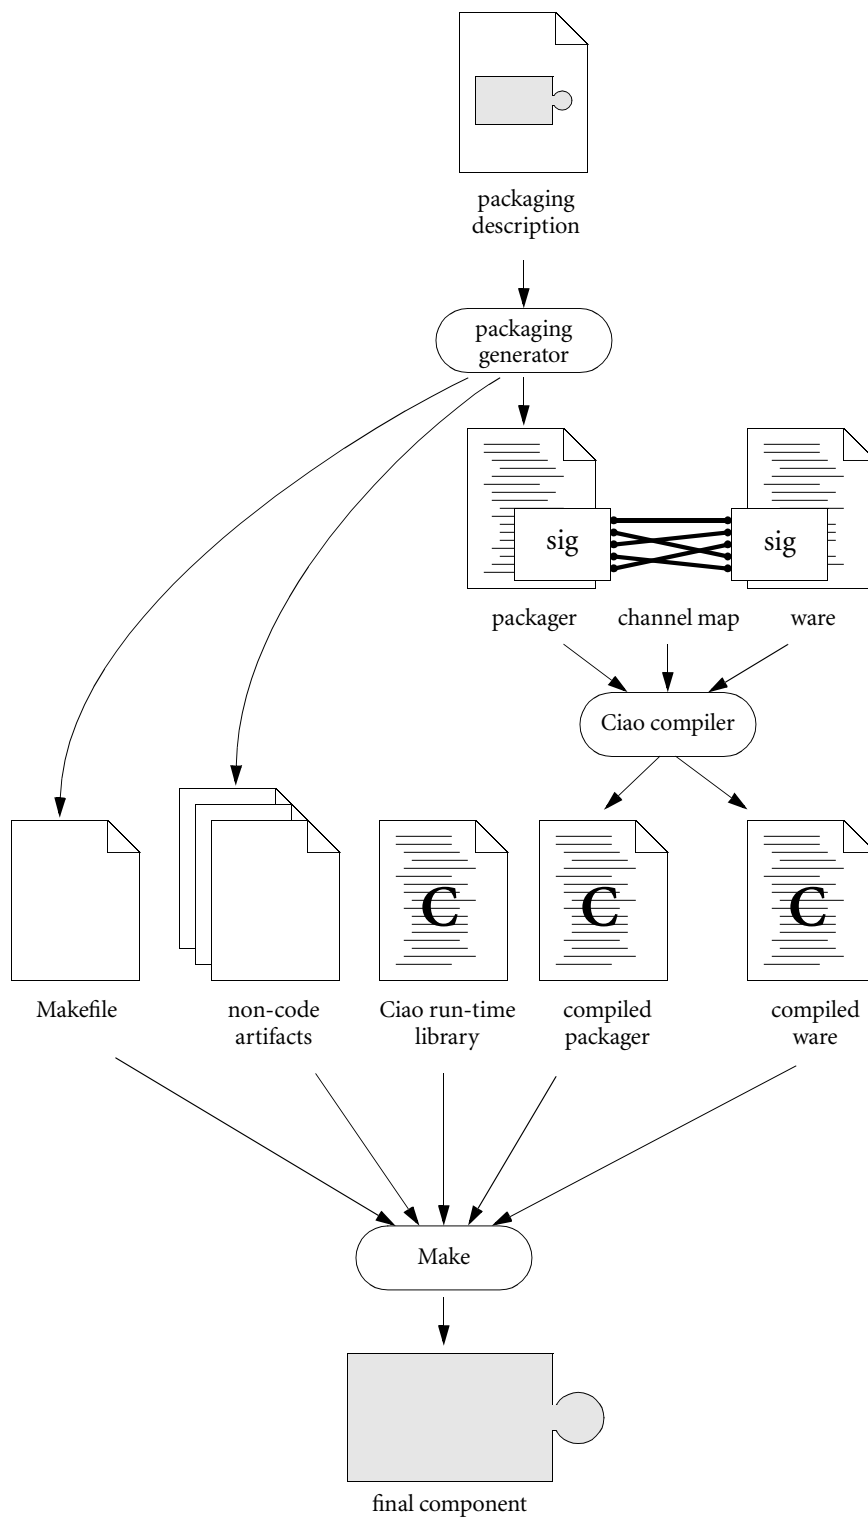 packaging
description
packaging
generator
sig
sig
packager
channel map
ware
Ciao compiler
C
C
C
Makefile
non-code
artifacts
Ciao run-time
library
compiled
packager
compiled
ware
Make
final component